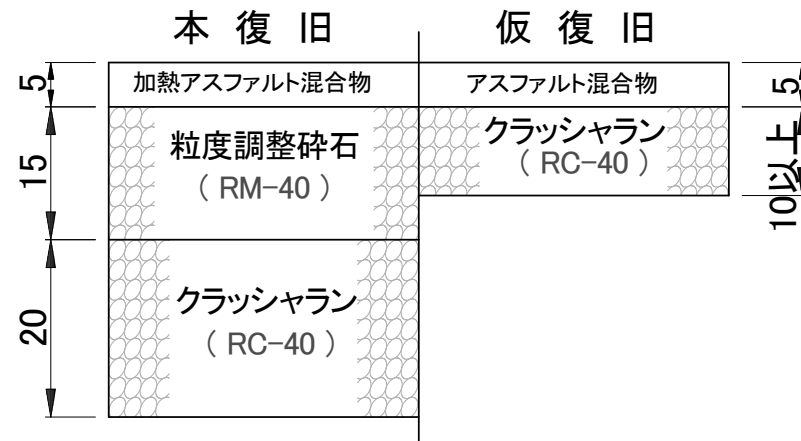 本復旧
仮復旧
5
加熱アスファルト混合物
アスファルト混合物
5
15
粒度調整砕石
(RM-40)
クラッシャラン
(RC-40)
10以上
20
クラッシャラン
(RC-40)